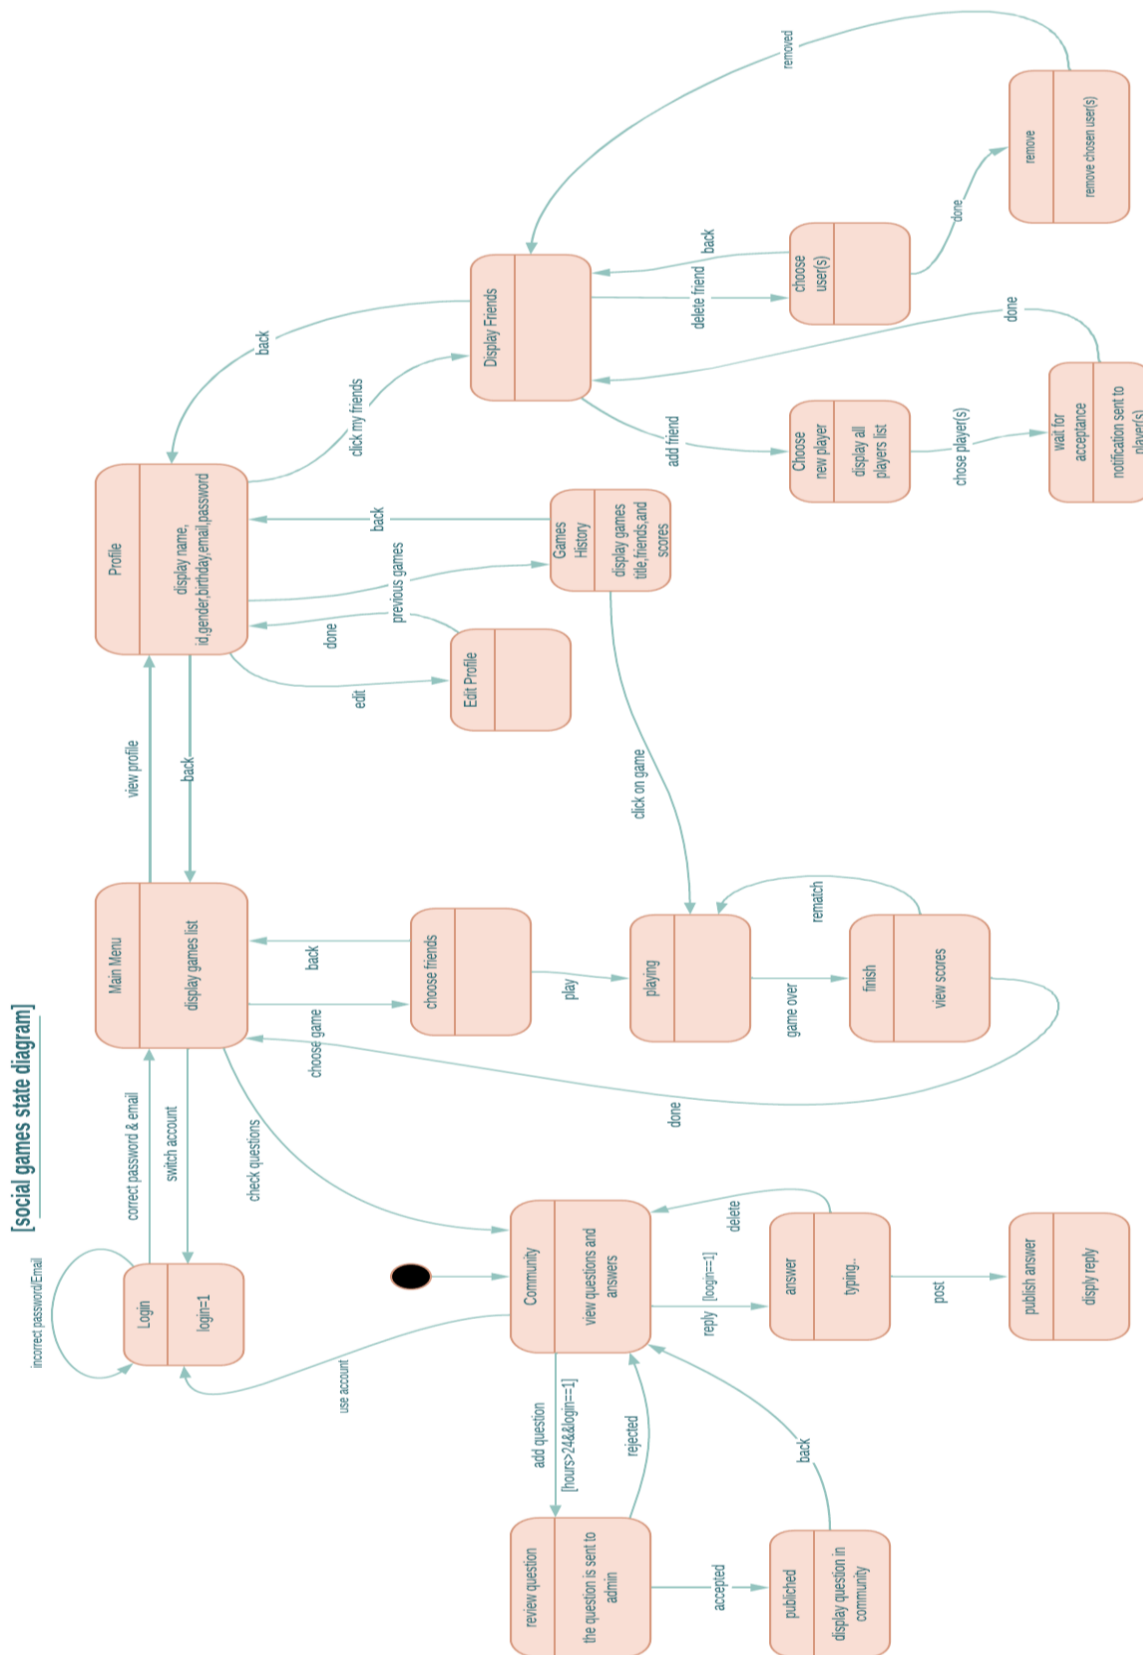 [social games state diagram]
incorrect password/Email
Login
login=1
correct password & email
switch account
Main Menu
display games list
view profile
back
Profile
display name,
id,gender,birthday,email,password
check questions
use account
choose game
back
choose friends
play
edit
done
Edit Profile
previous games
back
Games
History
display games
title,friends,and
scores
click my friends
back
Display Friends
removed
add friend
delete friend
back
choose
user(s)
done
remove
remove chosen user(s)
Choose
new player
display all
players list
chose player(s)
wait for
acceptance
notification sent to
player(s)
done
click on game
playing
game over
rematch
finish
view scores
done
Community
view questions and
answers
add question
[hours>24&&login==1]
rejected
review question
the question is sent to
admin
accepted
publiched
display question in
community
back
reply
[loogin==1]
delete
answer
typing..
post
publish answer
disply reply